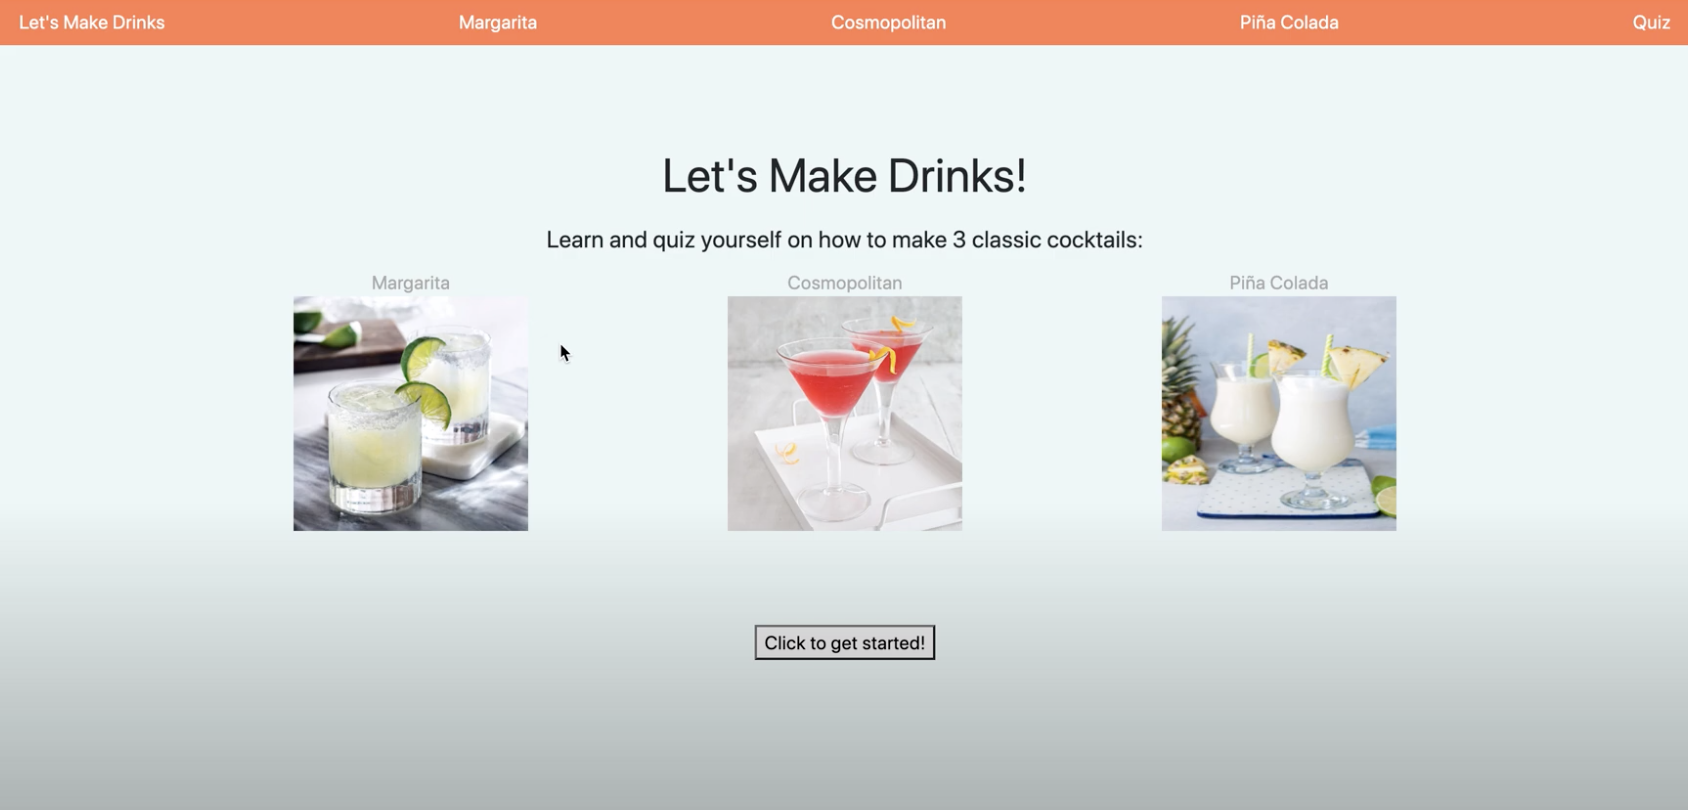 Let's Make Drinks Margarita Cosmopolitan Piña Colada Quiz
Let's Make Drinks!
Learn and quiz yourself on how to make 3 classic cocktails:
Margarita Cosmopolitan Piña Colada
Click to get started!